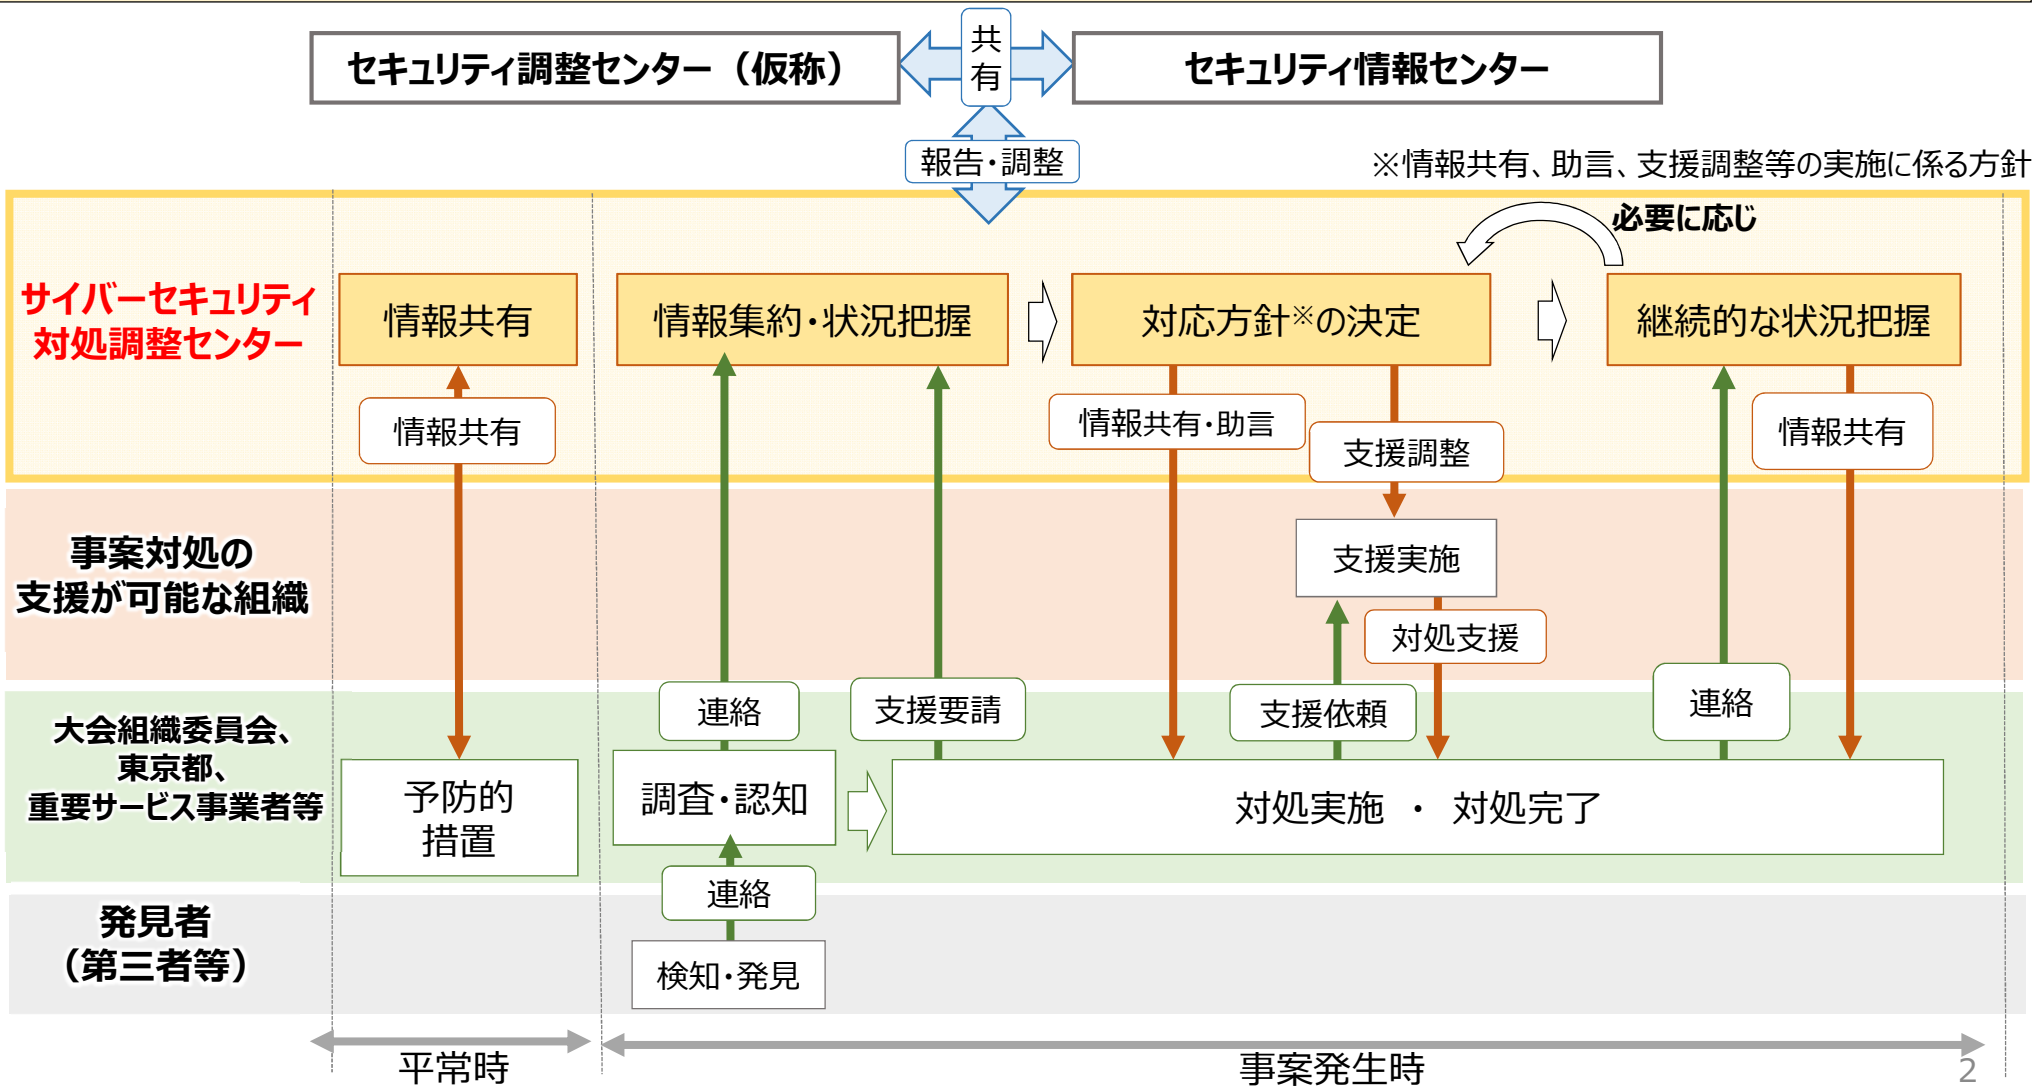 セキュリティ調整センター（仮称）
共
有
セキュリティ情報センター
報告・調整
※情報共有、助言、支援調整等の実施に係る方針
必要に応じ
サイバーセキュリティ
対処調整センター
情報共有
情報集約・状況把握
対応方針※の決定
継続的な状況把握
情報共有
情報共有・助言
支援調整
情報共有
事案対処の
支援が可能な組織
支援実施
対処支援
連絡
支援要請
支援依頼
連絡
大会組織委員会、
東京都、
重要サービス事業者等
予防的
措置
調査・認知
対処実施 ・ 対処完了
連絡
発見者
（第三者等）
検知・発見
平常時
事案発生時
2